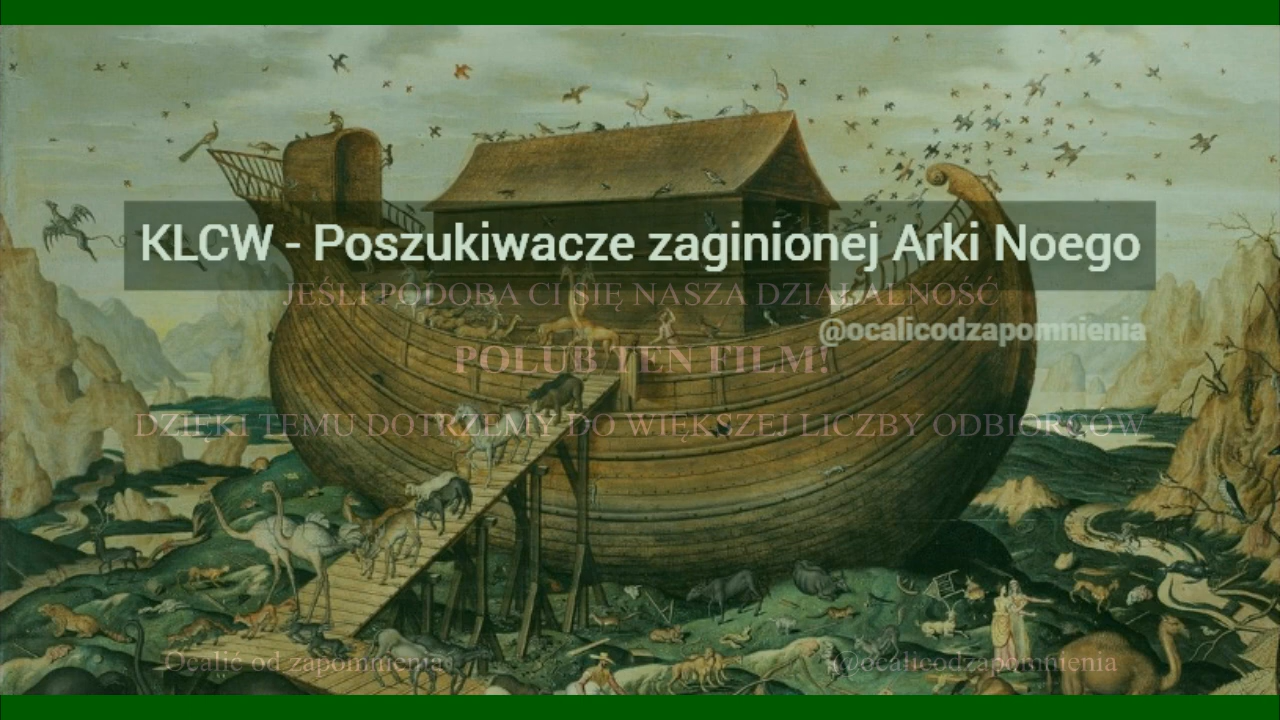 KLCW - Poszukiwacze zaginionej Arki Noego
JEŚLI PODOBA CI SIĘ NASZA DZIAŁALNOŚĆ
@ocalicodzapomnienia
POLUB TEN FILM!
DZIĘKI TEMU DOTRZEMY DO WIĘKSZEJ LICZBY ODBIORCÓW
Ocalić od zapomnienia
@ocalicodzapomnienia